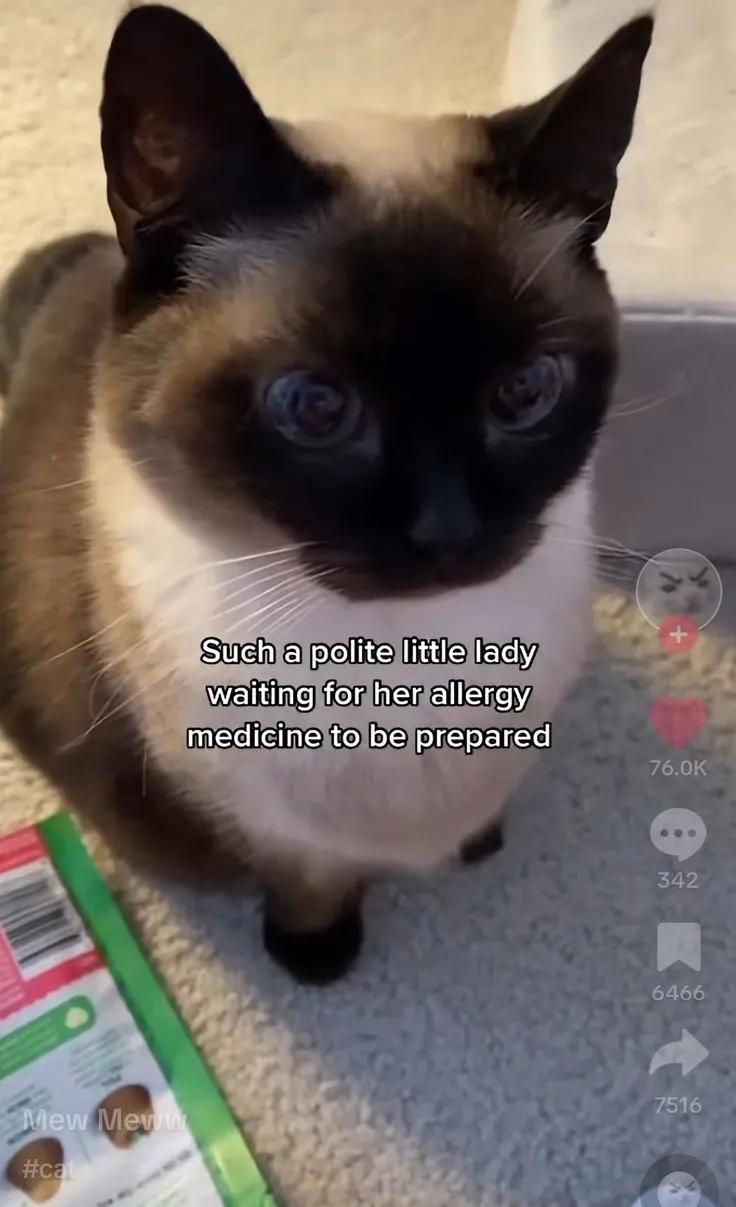 Such a polite little lady
waiting for her allergy
medicine to be prepared
76.0K
342
6466
7516
Mew Meww
#cat